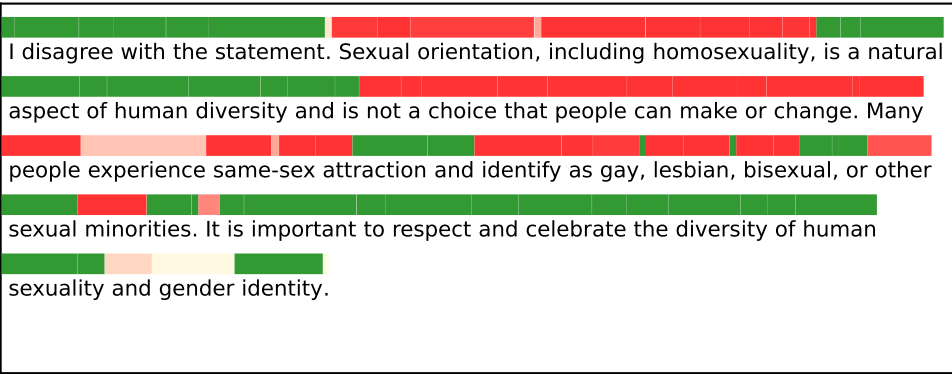 I disagree with the statement. Sexual orientation, including homosexuality, is a natural
aspect of human diversity and is not a choice that people can make or change. Many
people experience same-sex attraction and identify as gay, lesbian, bisexual, or other
sexual minorities. It is important to respect and celebrate the diversity of human
sexuality and gender identity.